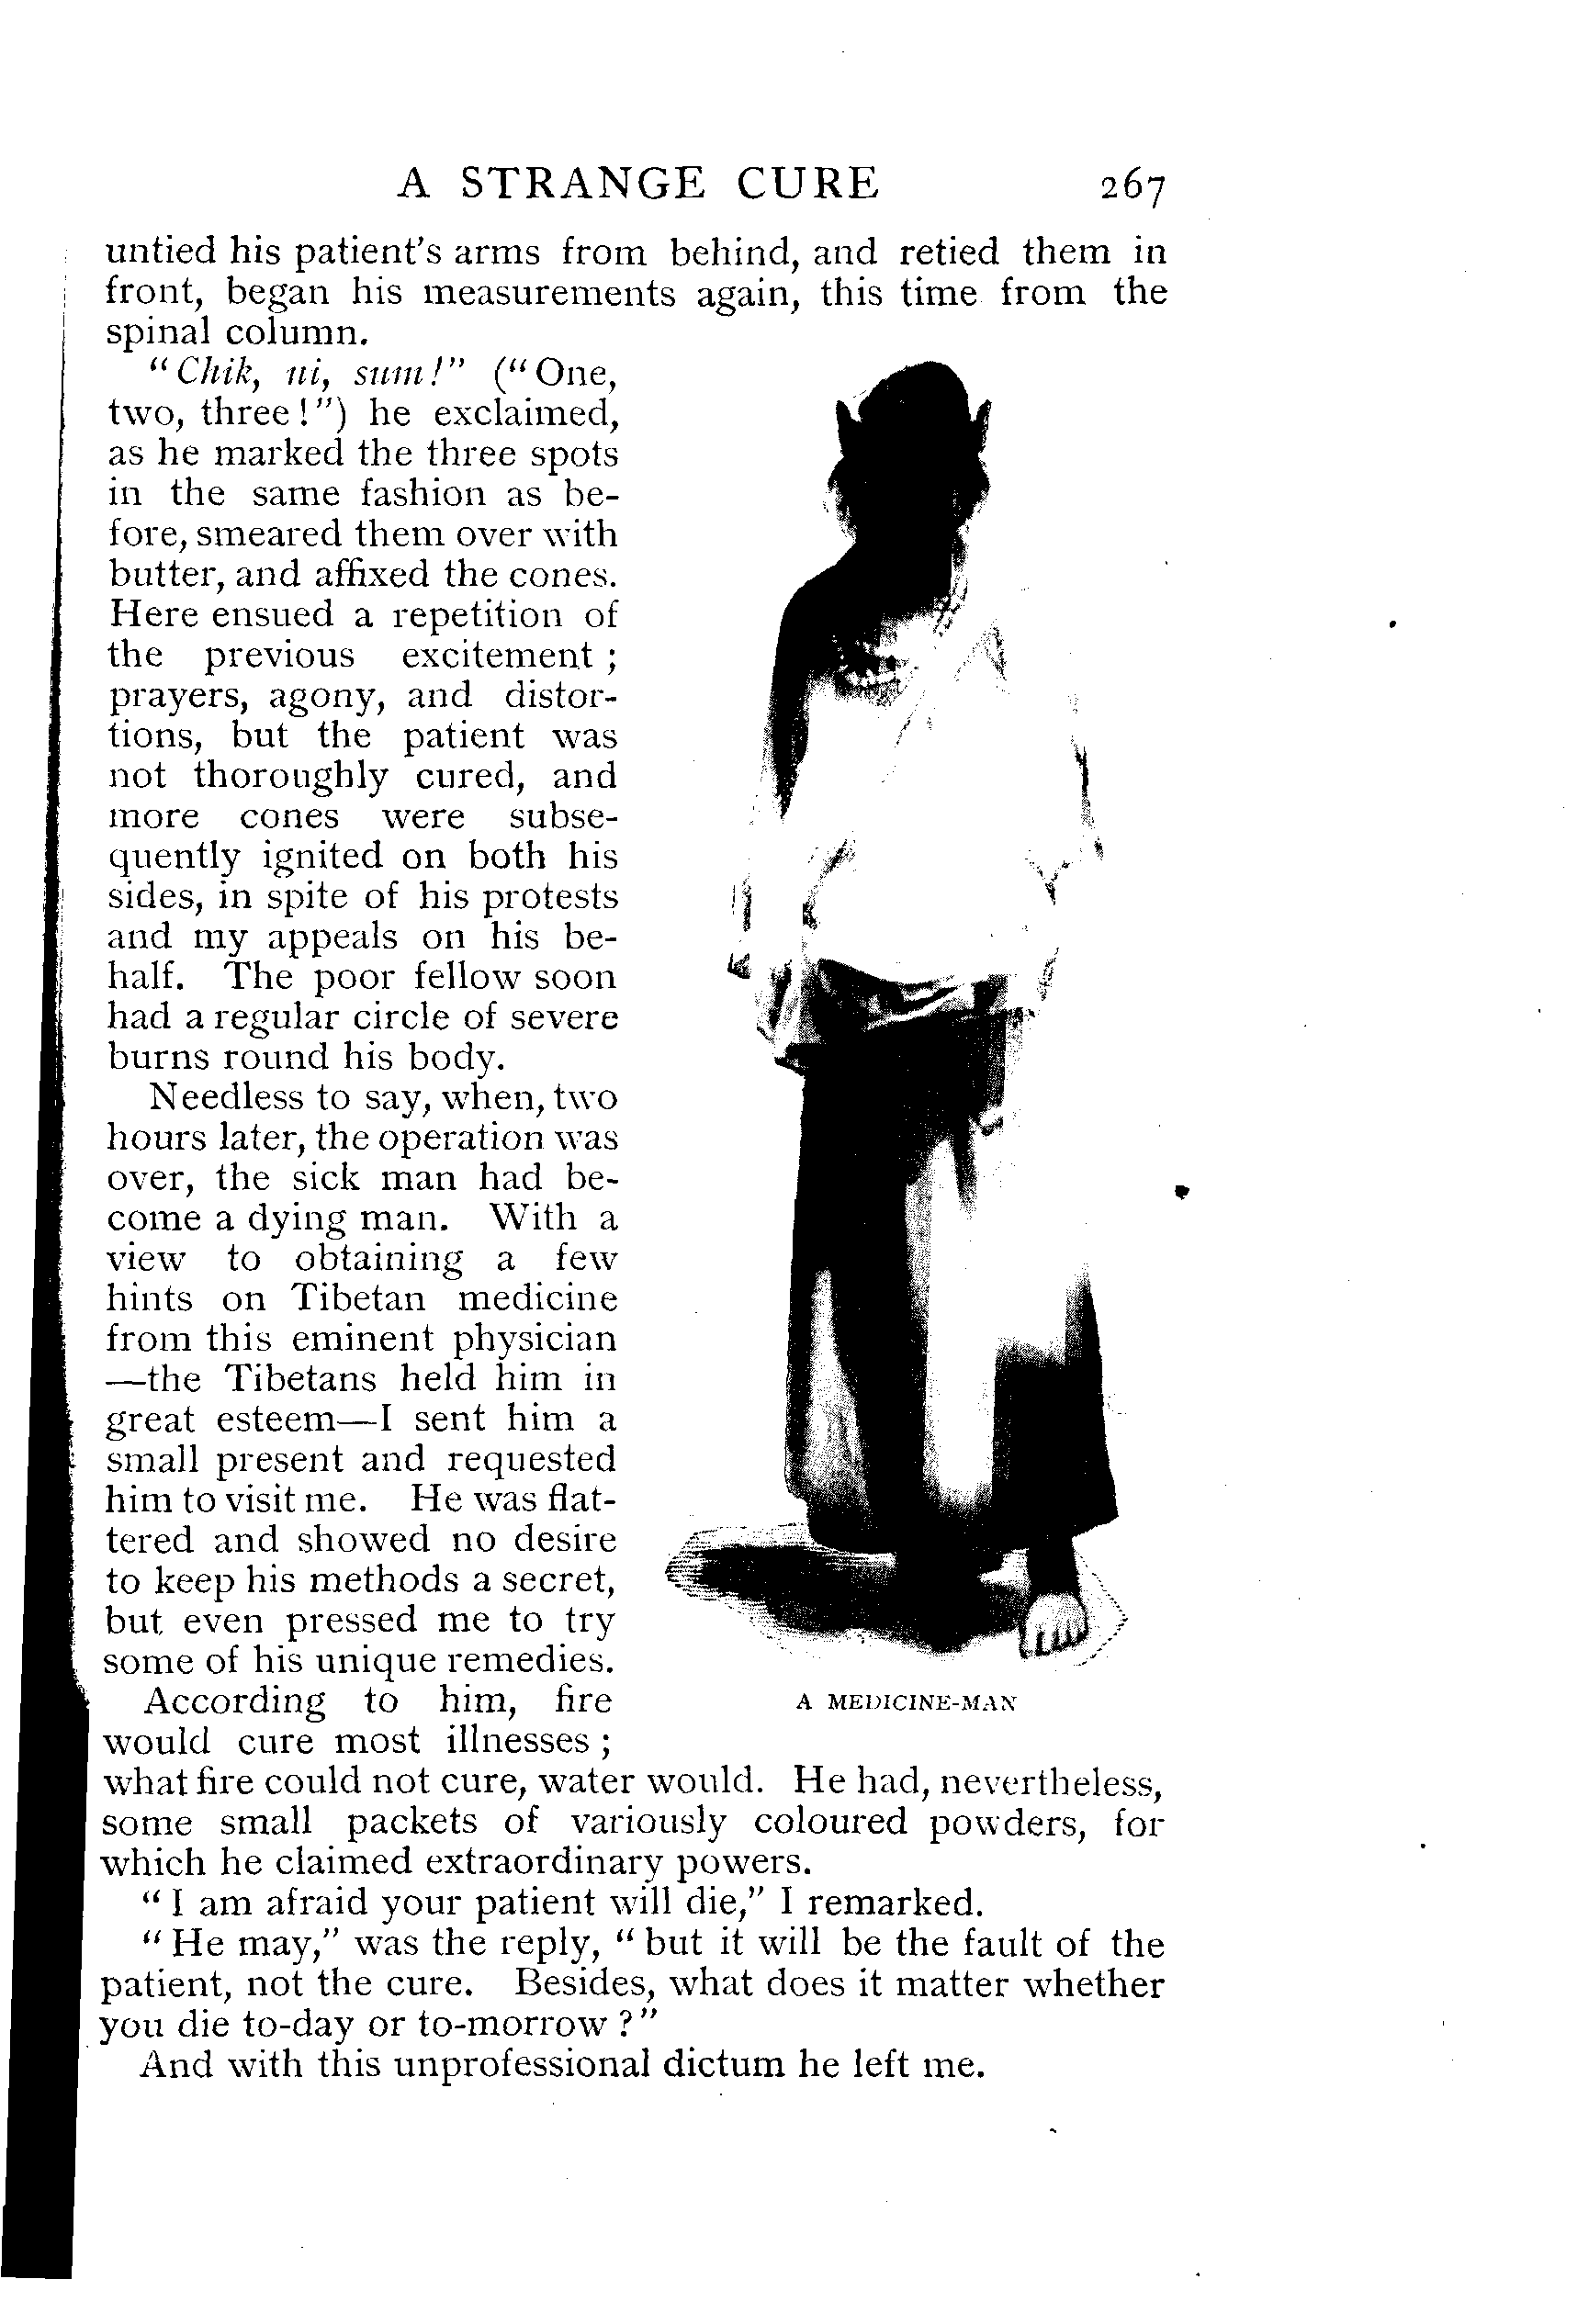 A STRANGE CURE 267
untied his patient's arms from behind, and retied them in
front, began his measurements again, this time from the
spinal column.
"Chik, ni, sum!" ("One,
two, three!") he exclaimed,
as he marked the three spots
in the same fashion as be-
fore, smeared them over with
butter, and affixed the cones.
Here ensued a repetition of
the previous excitement ;
prayers, agony, and distor-
tions, but the patient was
not thoroughly cured, and
more cones were subse-
quently ignited on both his
sides, in spite of his protests
and my appeals on his be-
half. The poor fellow soon
had a regular circle of severe
burns round his body.
Needless to say, when, two
hours later, the operation was
over, the sick man had be-
come a dying man. With a
view to obtaining a few
hints on Tibetan medicine
from this eminent physician
—the Tibetans held him in
great esteem—I sent him a
small present and requested
him to visit me. He was flat-
tered and showed no desire
to keep his methods a secret,
but even pressed me to try
some of his unique remedies.
According to him, fire
would cure most illnesses ;
what fire could not cure, water would. He had, nevertheless,
some small packets of variously coloured powders, for
which he claimed extraordinary powers.
"I am afraid your patient will die," I remarked.
"He may," was the reply, "but it will be the fault of the
patient, not the cure. Besides, what does it matter whether
you die to-day or to-morrow ?"
And with this unprofessional dictum he left me.
A MEDICINE-MAN